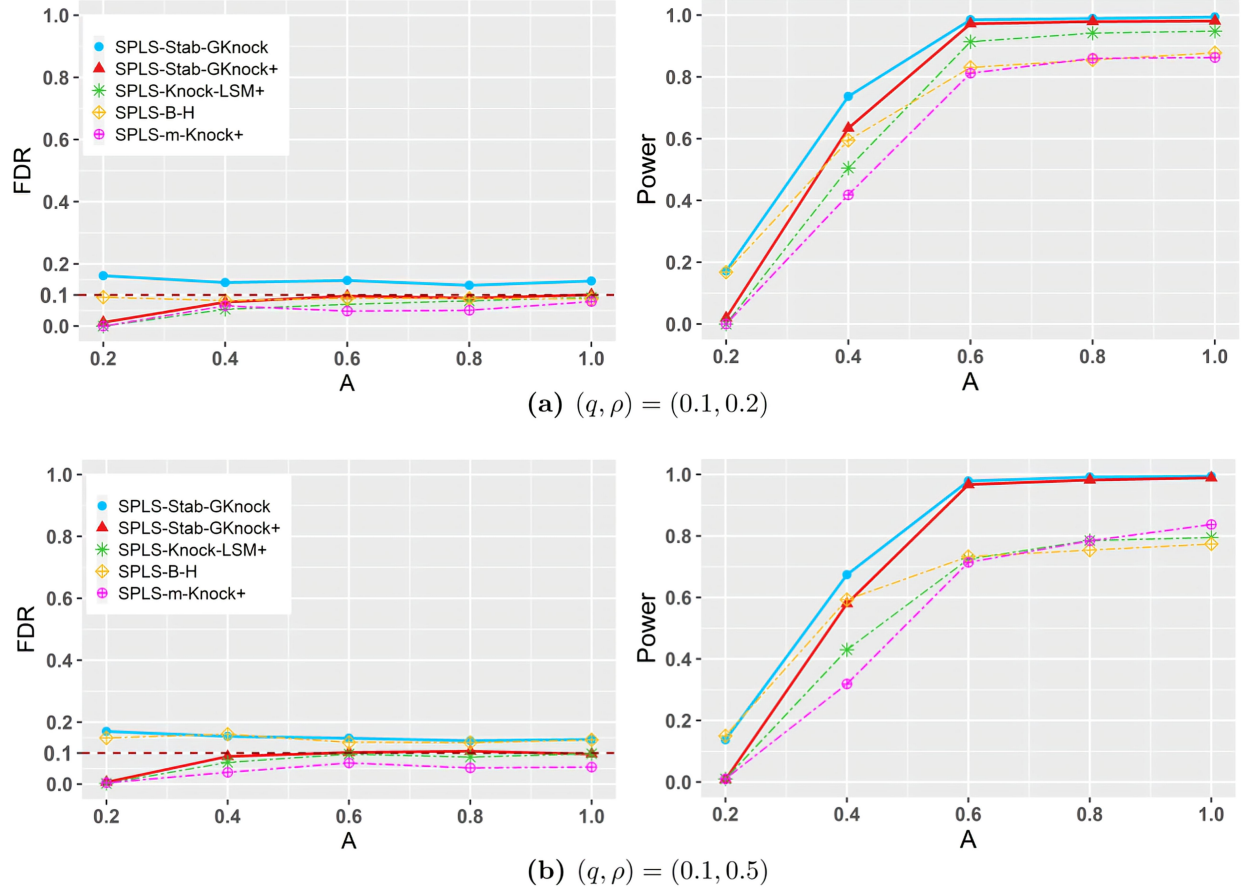 1.0
0.8
0.6
0.4
0.2
0.1
0.0
FDR
SPLS-Stab-GKnock
SPLS-Stab-GKnock+
SPLS-Knock-LSM+
SPLS-B-H
SPLS-m-Knock+
0.2 0.4 0.6 0.8 1.0
A
1.0
0.8
0.6
0.4
0.2
0.0
Power
0.2 0.4 0.6 0.8 1.0
A
(a) (q, ρ) = (0.1, 0.2)
1.0
0.8
0.6
0.4
0.2
0.1
0.0
FDR
SPLS-Stab-GKnock
SPLS-Stab-GKnock+
SPLS-Knock-LSM+
SPLS-B-H
SPLS-m-Knock+
0.2 0.4 0.6 0.8 1.0
A
1.0
0.8
0.6
0.4
0.2
0.0
Power
0.2 0.4 0.6 0.8 1.0
A
(b) (q, ρ) = (0.1, 0.5)